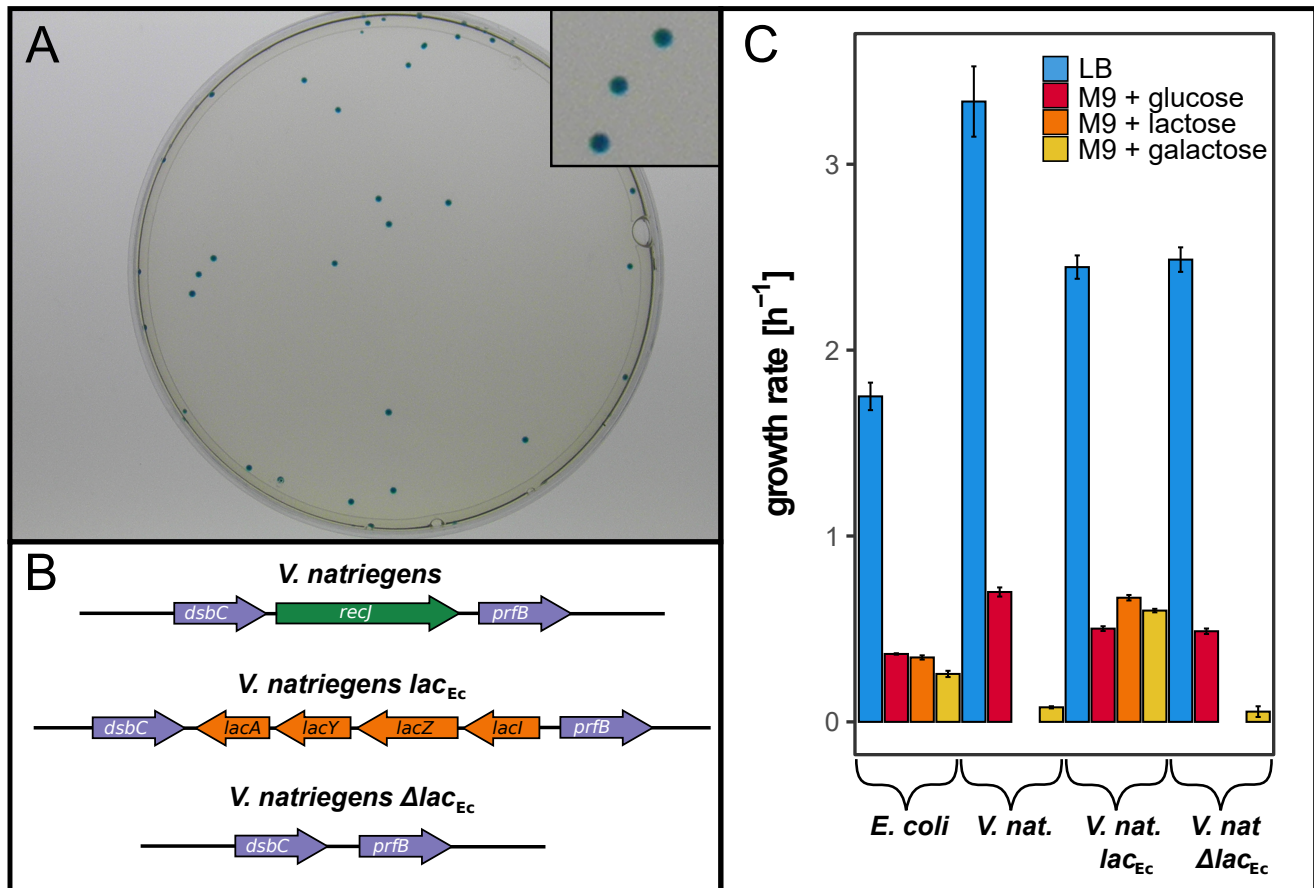 A
B
V. natriegens
dsbC recJ prfB
V. natriegens lacEc
dsbC lacA lacY lacZ lacI prfB
V. natriegens ΔlacEc
dsbC prfB
C
LB
M9 + glucose
M9 + lactose
M9 + galactose
growth rate [h⁻¹]
3
2
1
0
E. coli V. nat. V. nat. V. nat
lacEc ΔlacEc